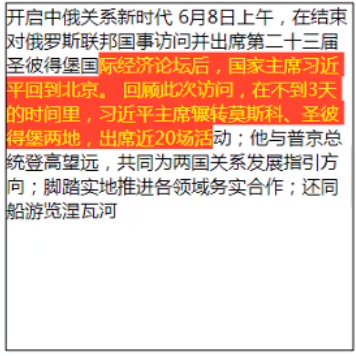 开启中俄关系新时代 6月8日上午，在结束
对俄罗斯联邦国事访问并出席第二十三届
圣彼得堡国际经济论坛后，国家主席习近
平回到北京。 回顾此次访问，在不到3天
的时间里，习近平主席辗转莫斯科、圣彼
得堡两地，出席近20场活动；他与普京总
统登高望远，共同为两国关系发展指引方
向；脚踏实地推进各领域务实合作；还同
船游览涅瓦河